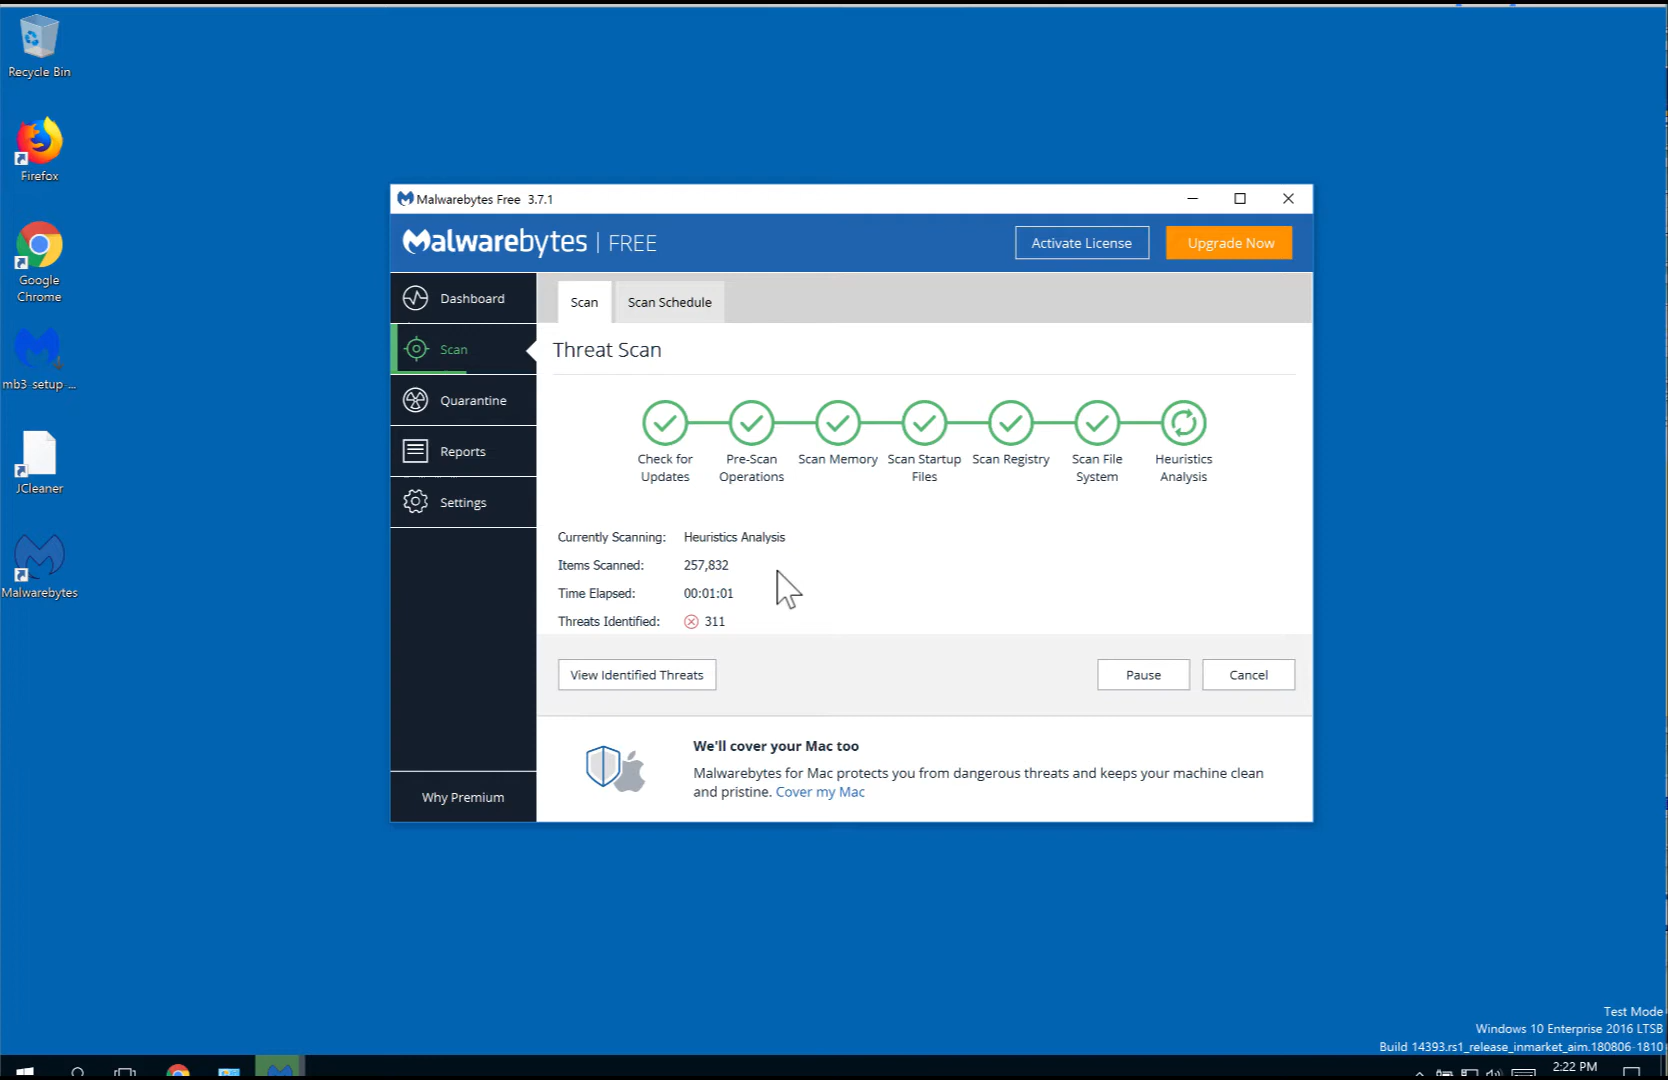 Recycle Bin
Firefox
Google
Chrome
mb3-setup-...
JCleaner
Malwarebytes
Malwarebytes Free 3.7.1
Malwarebytes | FREE
Activate License
Upgrade Now
Dashboard
Scan
Quarantine
Reports
Settings
Why Premium
Scan
Scan Schedule
Threat Scan
Check for
Updates
Pre-Scan
Operations
Scan Memory
Scan Startup
Files
Scan Registry
Scan File
System
Heuristics
Analysis
Currently Scanning: Heuristics Analysis
Items Scanned: 257,832
Time Elapsed: 00:01:01
Threats Identified: 311
View Identified Threats
Pause
Cancel
We'll cover your Mac too
Malwarebytes for Mac protects you from dangerous threats and keeps your machine clean
and pristine. Cover my Mac
Test Mode
Windows 10 Enterprise 2016 LTSB
Build 14393.rs1_release_inmarket_aim.180806-1810
2:22 PM